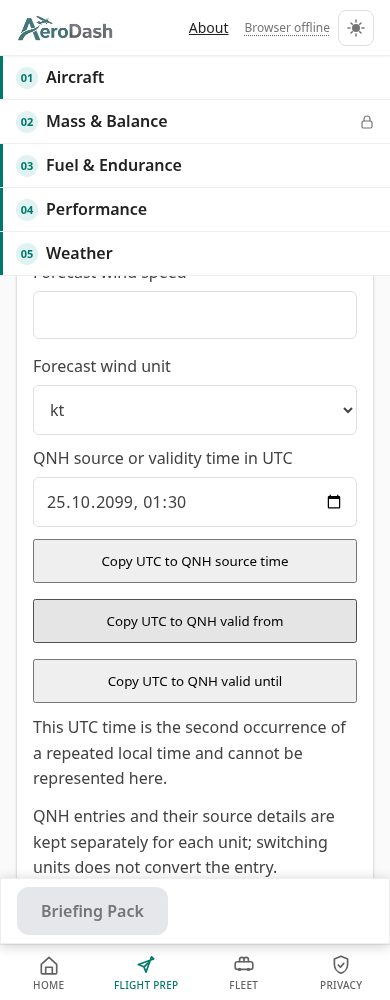 AeroDash
About
Browser offline
01 Aircraft
02 Mass & Balance
03 Fuel & Endurance
04 Performance
05 Weather
Forecast wind speed
Forecast wind unit
kt
QNH source or validity time in UTC
25.10.2099, 01:30
Copy UTC to QNH source time
Copy UTC to QNH valid from
Copy UTC to QNH valid until
This UTC time is the second occurrence of
a repeated local time and cannot be
represented here.
QNH entries and their source details are
kept separately for each unit; switching
units does not convert the entry.
Briefing Pack
HOME
FLIGHT PREP
FLEET
PRIVACY